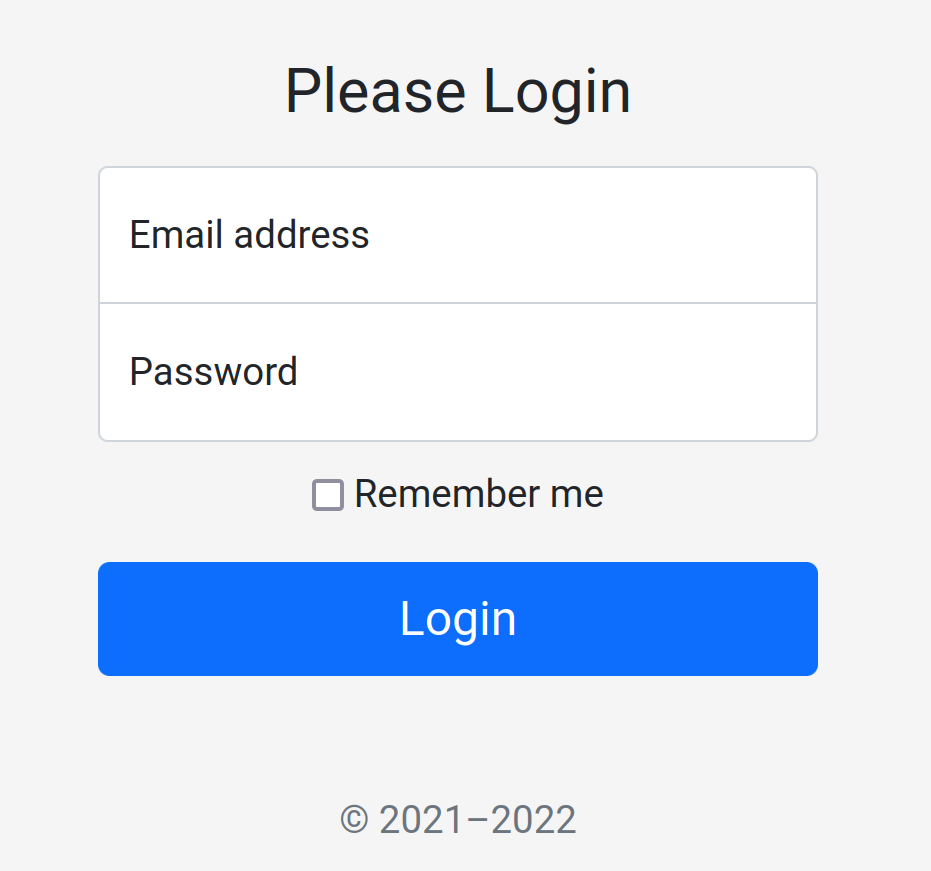 Please Login
Email address
Password
Remember me
Login
© 2021–2022